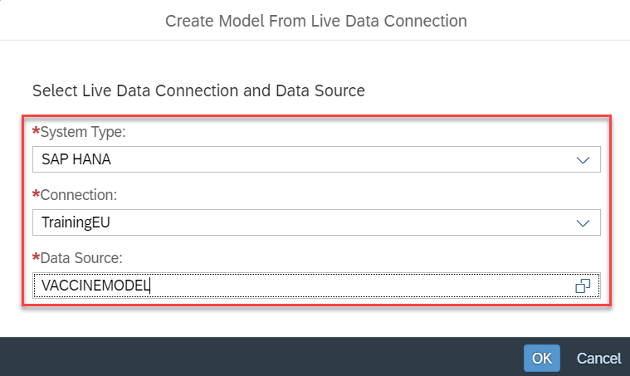 Create Model From Live Data Connection
Select Live Data Connection and Data Source
*System Type:
SAP HANA
*Connection:
TrainingEU
*Data Source:
VACCINEMODEL
OK Cancel